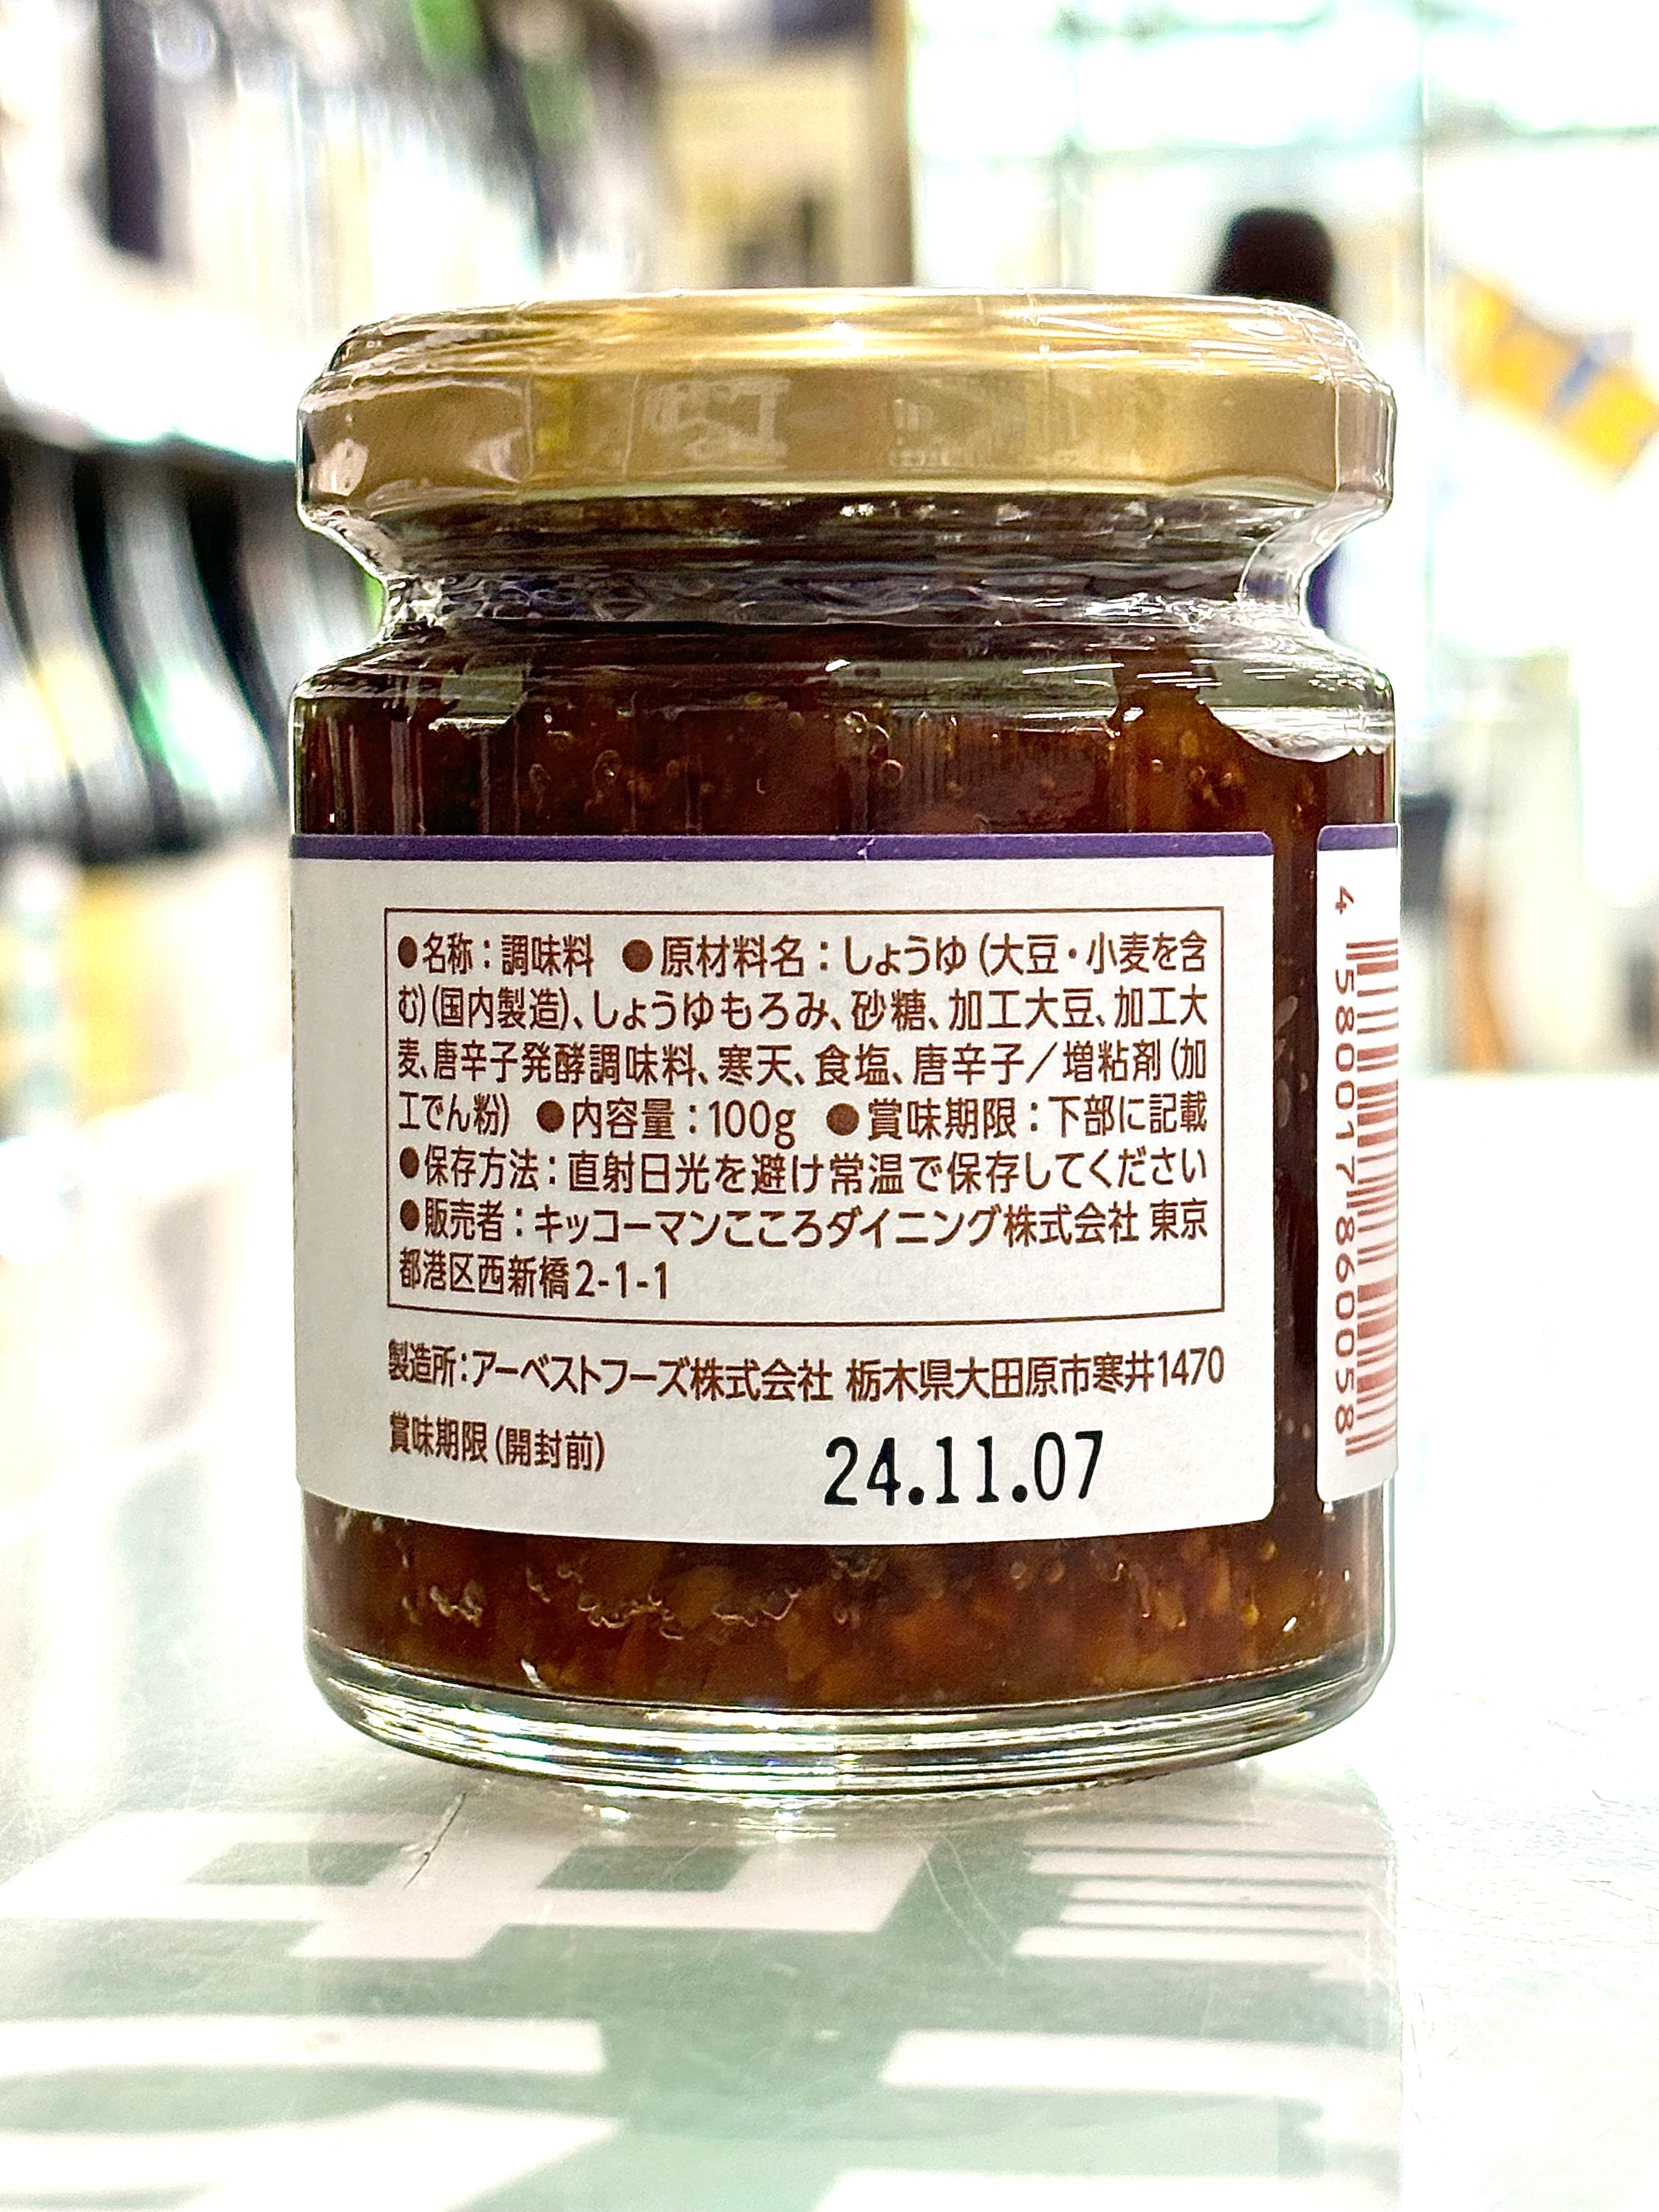 ●名称：調味料　●原材料名：しょうゆ（大豆・小麦を含
む）（国内製造）、しょうゆもろみ、砂糖、加工大豆、加工大
麦、唐辛子発酵調味料、寒天、食塩、唐辛子／増粘剤（加
工でん粉）　●内容量：100g　●賞味期限：下部に記載
●保存方法：直射日光を避け常温で保存してください
●販売者：キッコーマンこころダイニング株式会社 東京
都港区西新橋2-1-1
製造所：アーベストフーズ株式会社 栃木県大田原市寒井1470
賞味期限（開封前）　24.11.07
4 580017 860058